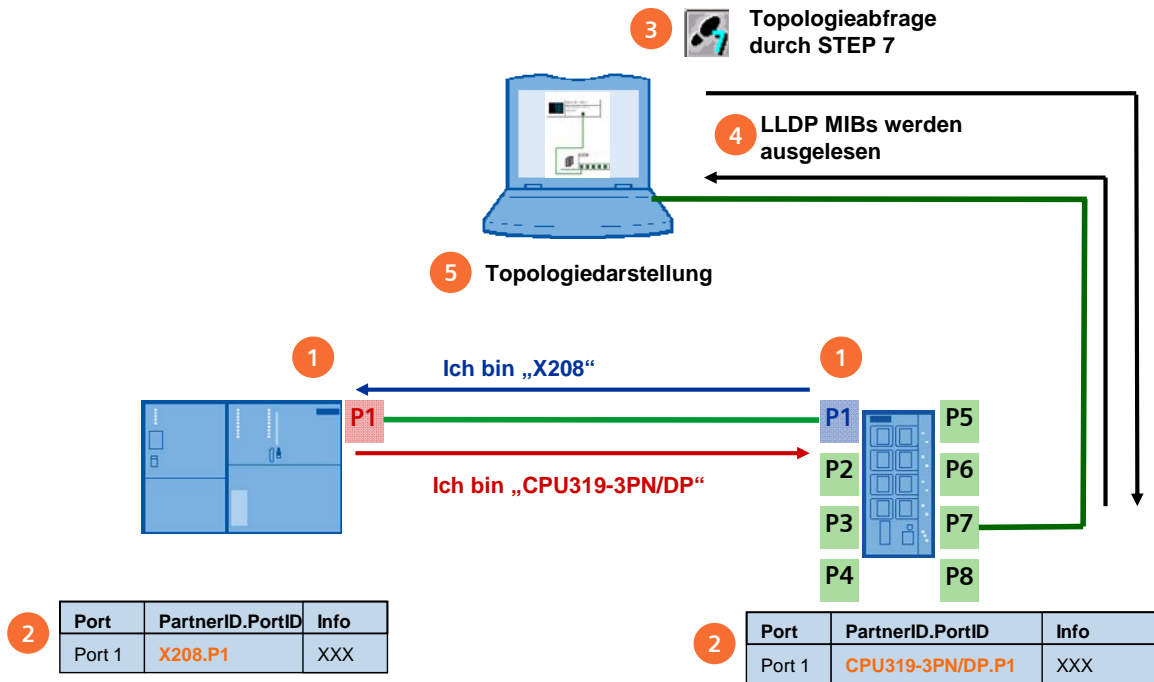 3
Topologieabfrage
durch STEP 7
4
LLDP MIBs werden
ausgelesen
5
Topologiedarstellung
1
1
Ich bin „X208“
P1
P1
P5
Ich bin „CPU319-3PN/DP“
P2
P6
P3
P7
P4
P8
2
Port PartnerID.PortID Info
Port 1 X208.P1 XXX
2
Port PartnerID.PortID Info
Port 1 CPU319-3PN/DP.P1 XXX